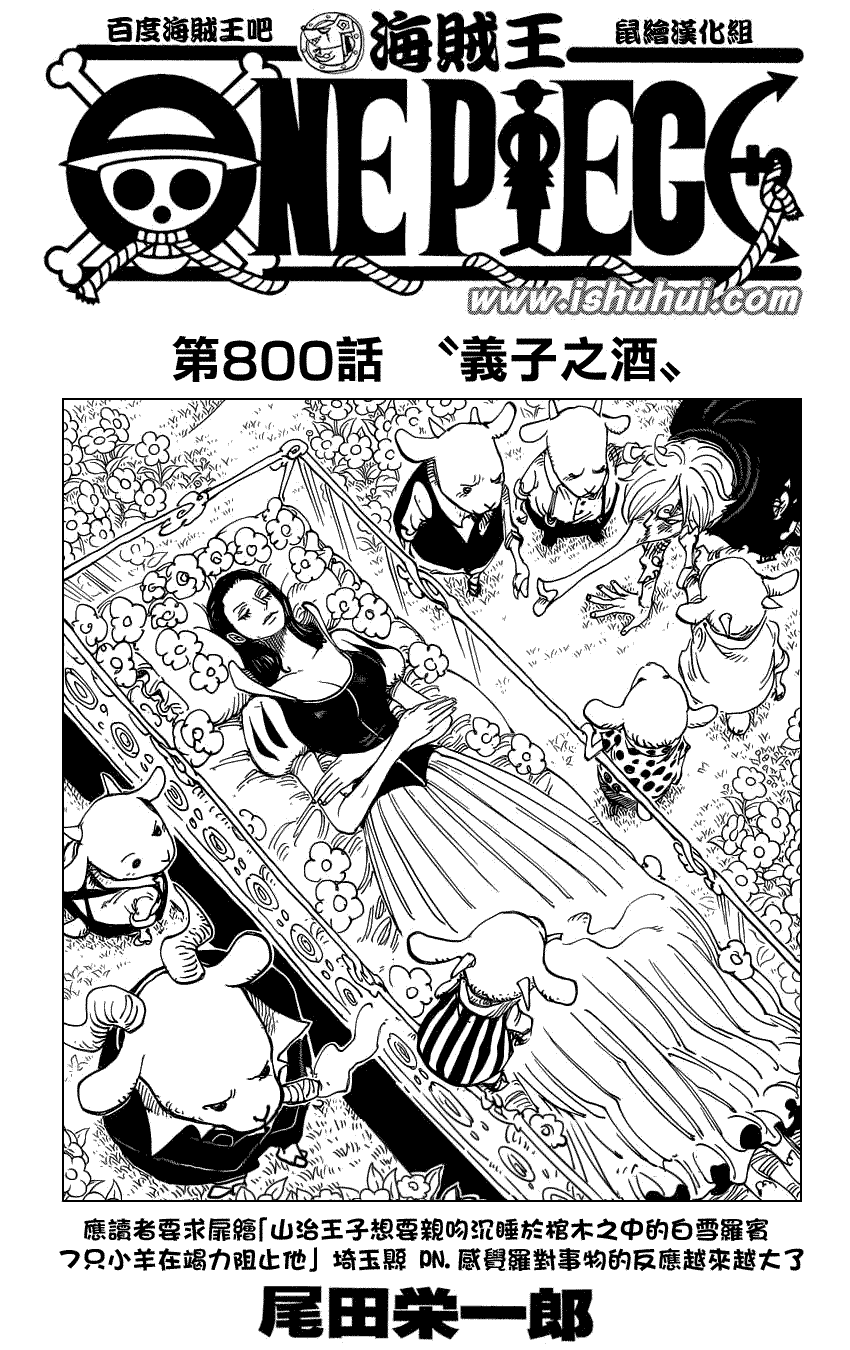 百度海賊王吧
海賊王
鼠繪漢化組
ONE PIECE
www.ishuhui.com
第800話 〝義子之酒〟
應讀者要求扉繪「山治王子想要親吻沉睡於棺木之中的白雪羅賓
7只小羊在竭力阻止他」 埼玉縣 PN. 感覺羅對事物的反應越來越大了
尾田栄一郎